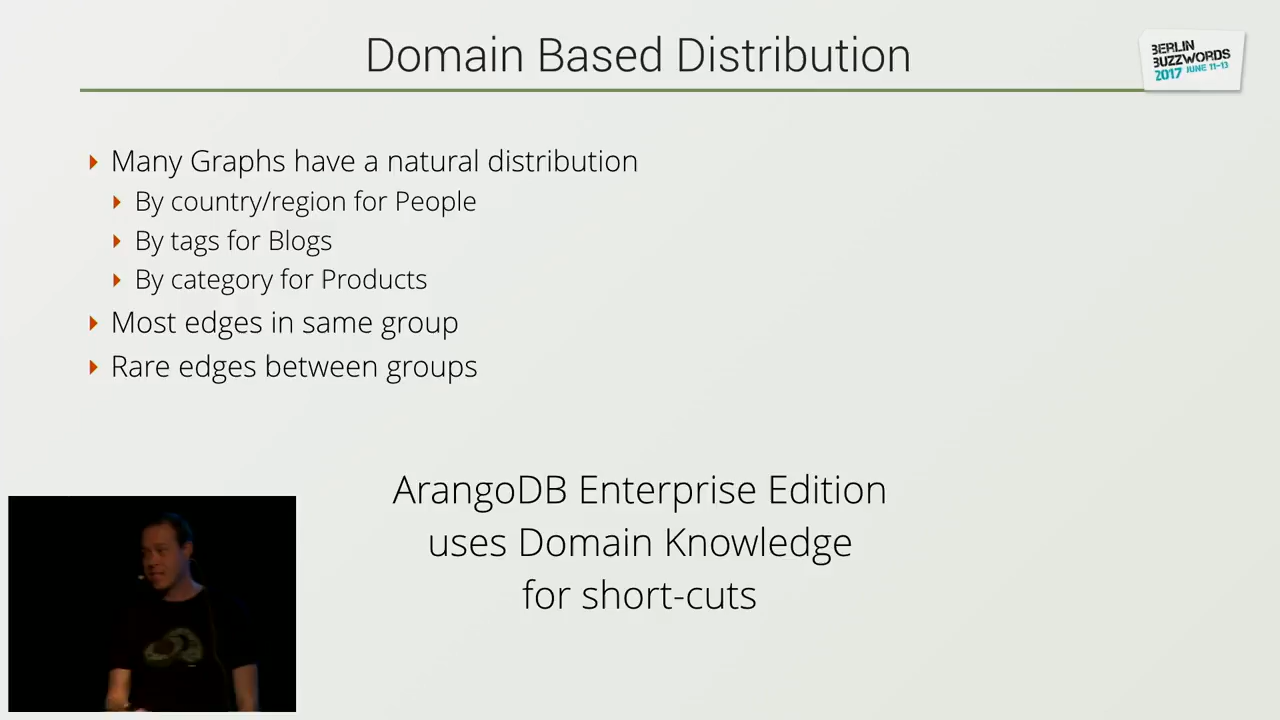 Domain Based Distribution
BERLIN
BUZZWORDS
2017 JUNE 11-13
Many Graphs have a natural distribution
By country/region for People
By tags for Blogs
By category for Products
Most edges in same group
Rare edges between groups
ArangoDB Enterprise Edition
uses Domain Knowledge
for short-cuts